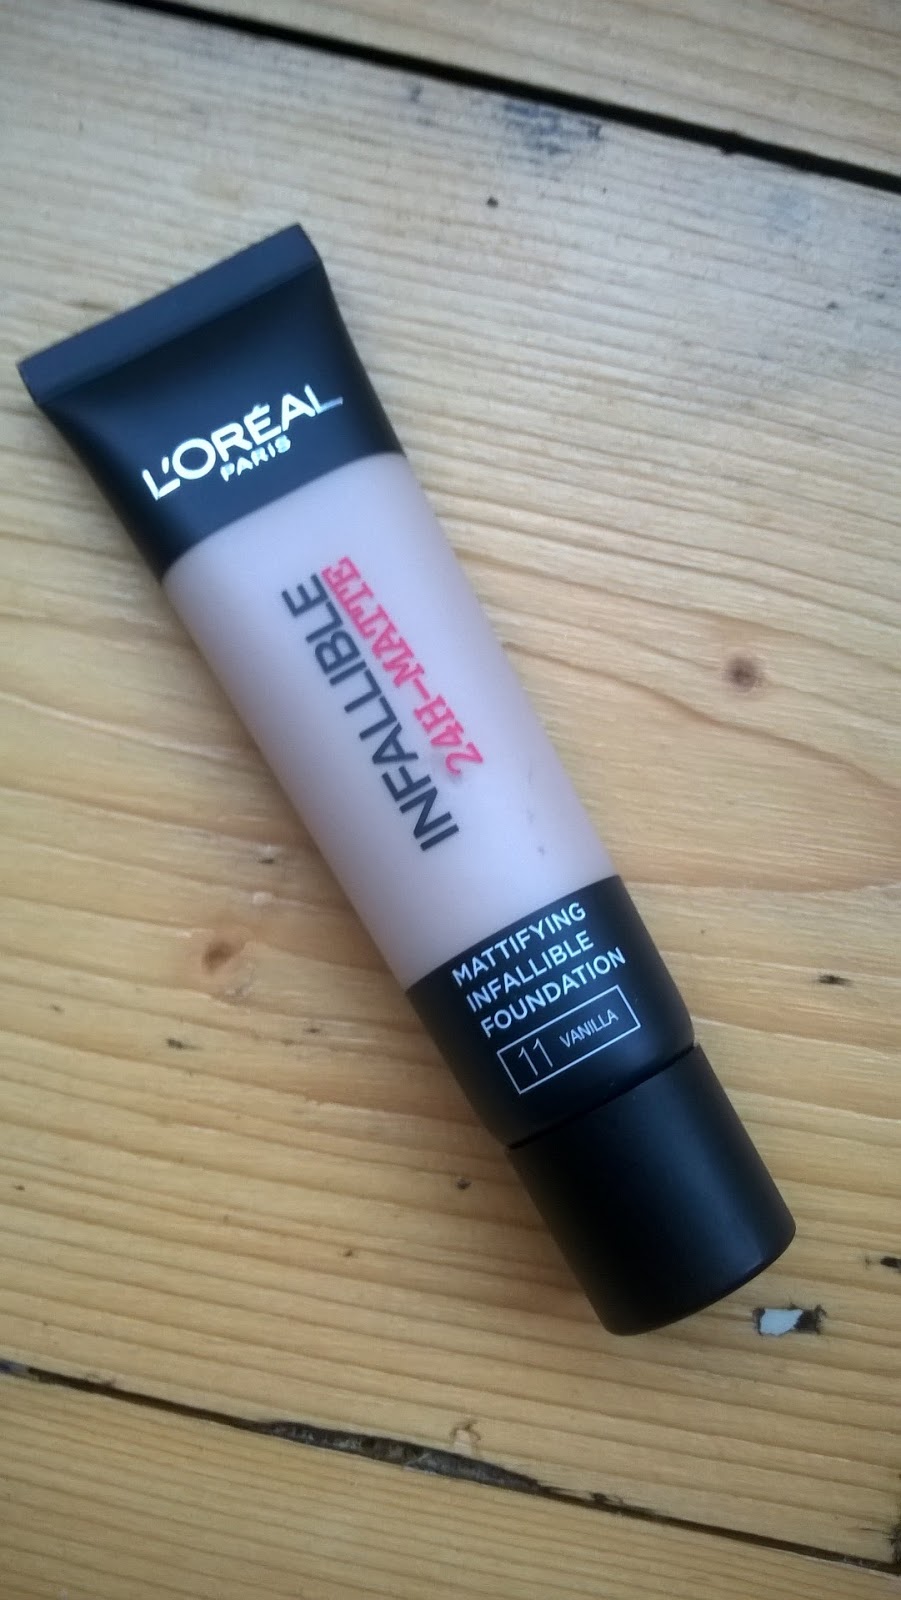 L'ORÉAL
PARIS
INFALLIBLE
24H-MATTE
MATTIFYING
INFALLIBLE
FOUNDATION
11 VANILLA